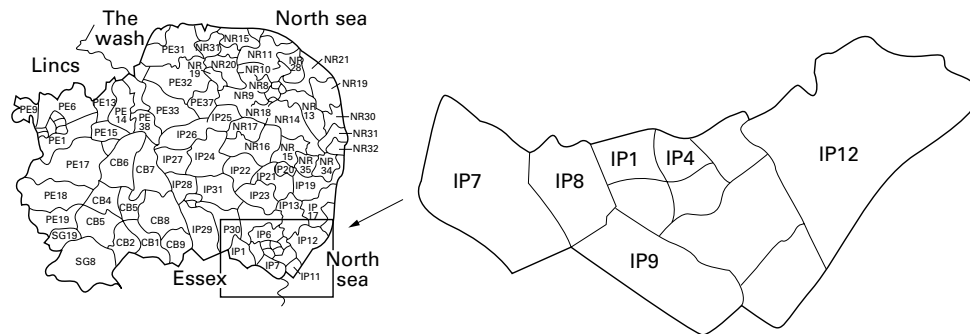 The
wash
North sea
Lincs
PE31
NR31
NR15
NR11
NR
28
NR21
NR
19
NR20
NR10
NR19
PE32
NR8
NR9
PE9
PE6
PE13
PE
14
PE
38
PE33
PE37
IP25
NR18
NR14
NR
13
NR30
NR31
NR32
PE1
PE15
IP26
NR17
NR16
PE17
CB6
CB7
IP27
IP24
IP22
NR
15
IP20
IP21
NR
35
NR
34
IP28
IP31
IP23
IP19
PE18
CB4
CB5
CB8
IP13
IP
17
PE19
CB5
SG19
CB2
CB1
CB9
IP29
P30
IP6
IP12
IP1
IP7
IP11
SG8
Essex
North
sea
IP7
IP8
IP1
IP4
IP12
IP9